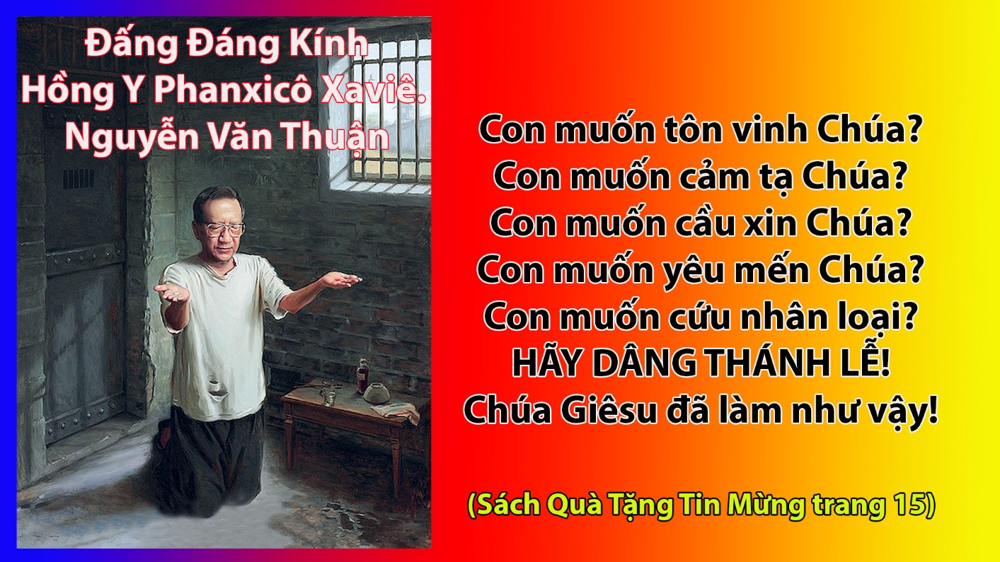 Đấng Đáng Kính
Hồng Y Phanxicô Xaviê.
Nguyễn Văn Thuận
Con muốn tôn vinh Chúa?
Con muốn cảm tạ Chúa?
Con muốn cầu xin Chúa?
Con muốn yêu mến Chúa?
Con muốn cứu nhân loại?
HÃY DÂNG THÁNH LỄ!
Chúa Giêsu đã làm như vậy!
(Sách Quà Tặng Tin Mừng trang 15)